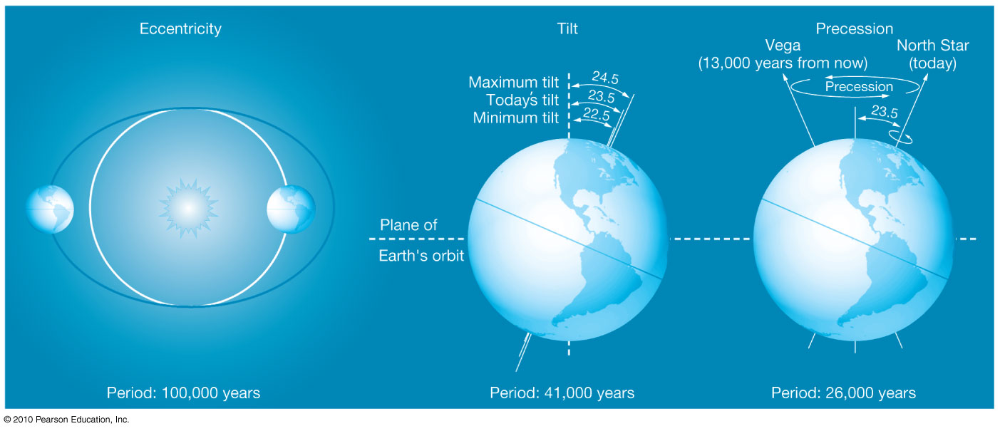 Eccentricity
Period: 100,000 years
Tilt
Maximum tilt
24.5
Today's tilt
23.5
Minimum tilt
22.5
Plane of
Earth's orbit
Period: 41,000 years
Precession
Vega
(13,000 years from now)
North Star
(today)
Precession
23.5
Period: 26,000 years
© 2010 Pearson Education, Inc.